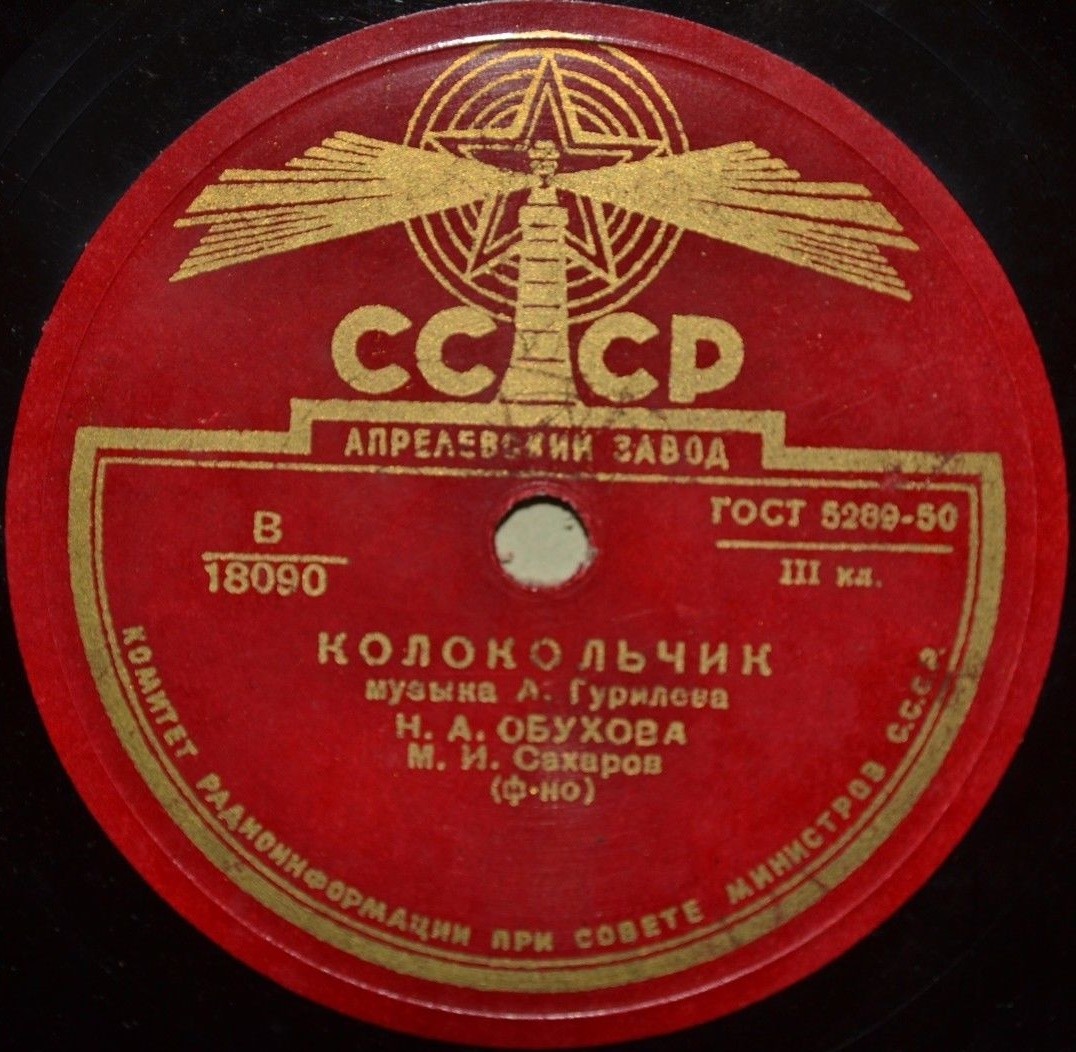 СССР
АПРЕЛЕВСКИЙ ЗАВОД
В
18090
ГОСТ 5289-50
III кл.
КОЛОКОЛЬЧИК
музыка А. Гурилева
Н. А. ОБУХОВА
М. И. Сахаров
(ф-но)
КОМИТЕТ РАДИОИНФОРМАЦИИ ПРИ СОВЕТЕ МИНИСТРОВ С.С.С.Р.